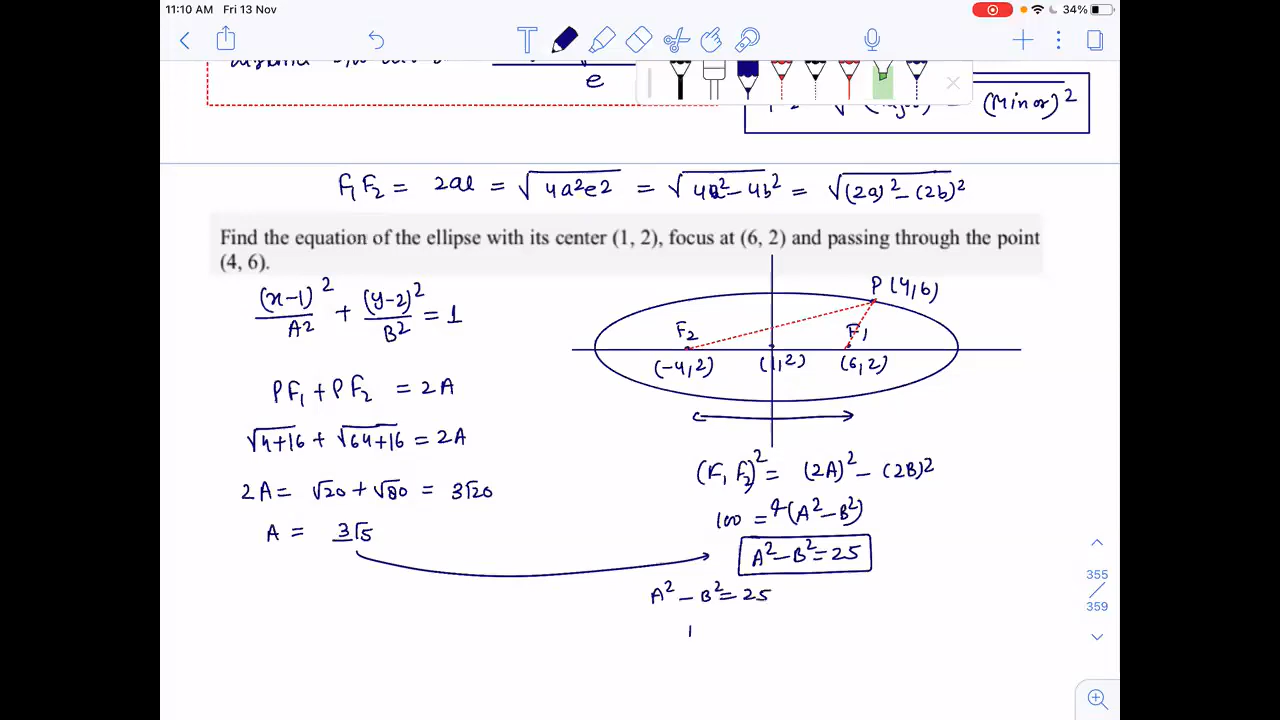 11:10 AM Fri 13 Nov
34%
e
(Minor)²
F₁F₂ = 2ae = √4a²e² = √4a²−4b² = √(2a)²−(2b)²
Find the equation of the ellipse with its center (1, 2), focus at (6, 2) and passing through the point
(4, 6).
(x−1)²/A² + (y−2)²/B² = 1
P(4,6)
F₂
F₁
(−4,2)
(1,2)
(6,2)
PF₁ + PF₂ = 2A
√4+16 + √64+16 = 2A
2A = √20 + √80 = 3√20
A = 3√5
(F₁F₂)² = (2A)² − (2B)²
100 = 4(A²−B²)
A²−B²=25
A²−B²=25
355
359